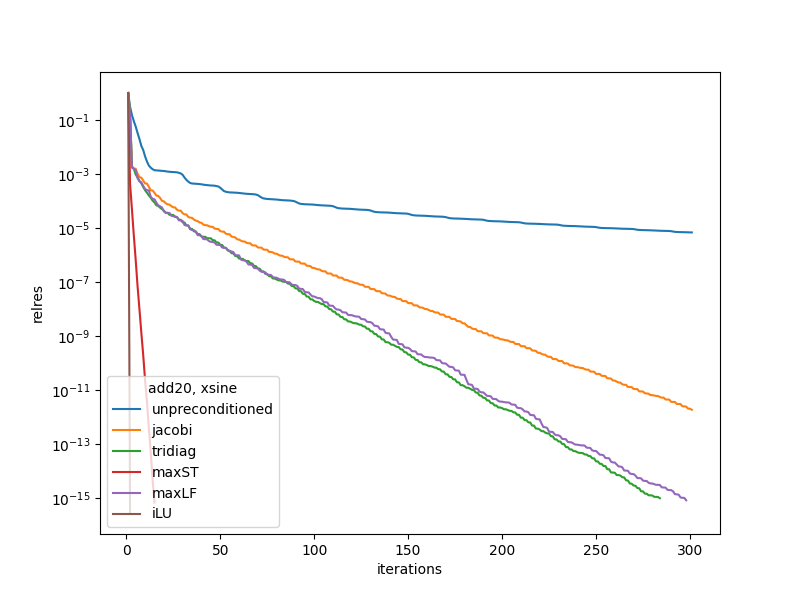 10⁻¹
10⁻³
10⁻⁵
10⁻⁷
10⁻⁹
10⁻¹¹
10⁻¹³
10⁻¹⁵
relres
add20, xsine
unpreconditioned
jacobi
tridiag
maxST
maxLF
iLU
0 50 100 150 200 250 300
iterations